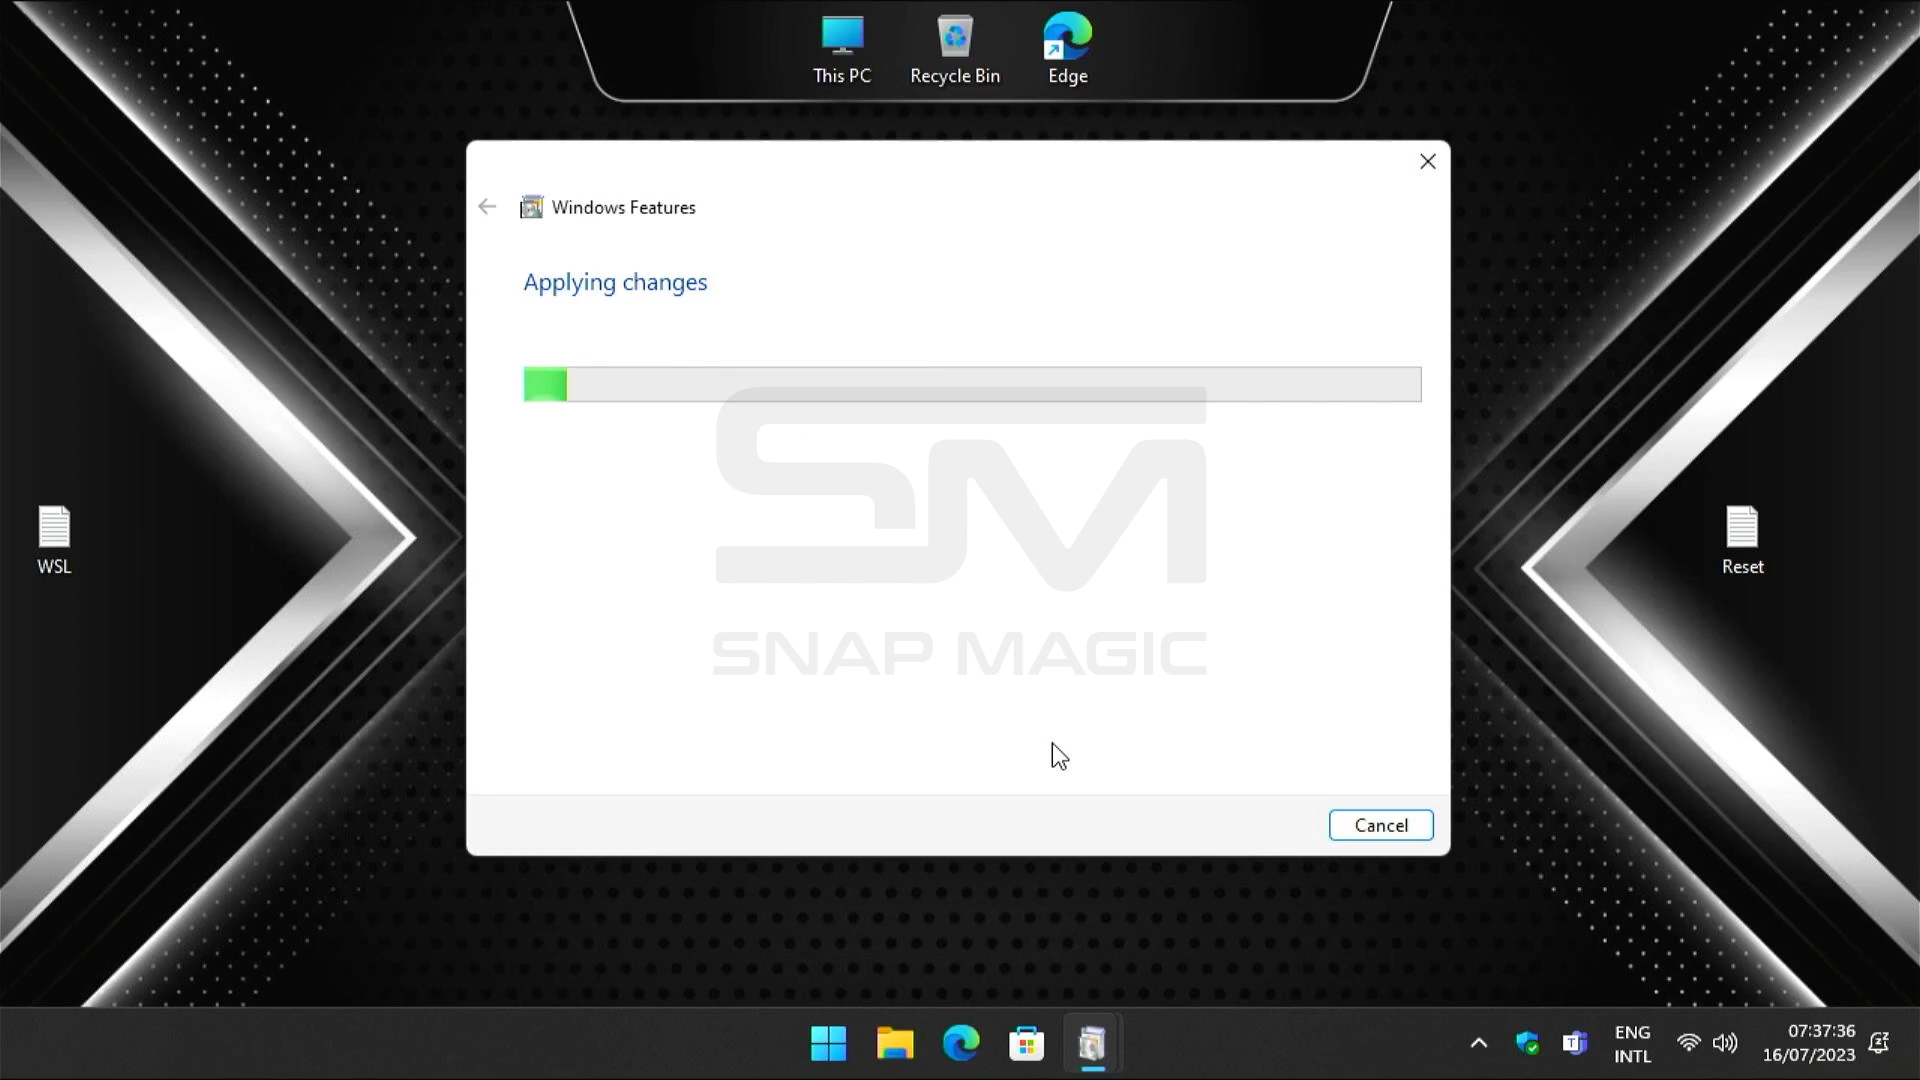 This PC
Recycle Bin
Edge
Windows Features
Applying changes
SM
SNAP MAGIC
WSL
Reset
Cancel
ENG
INTL
07:37:36
16/07/2023